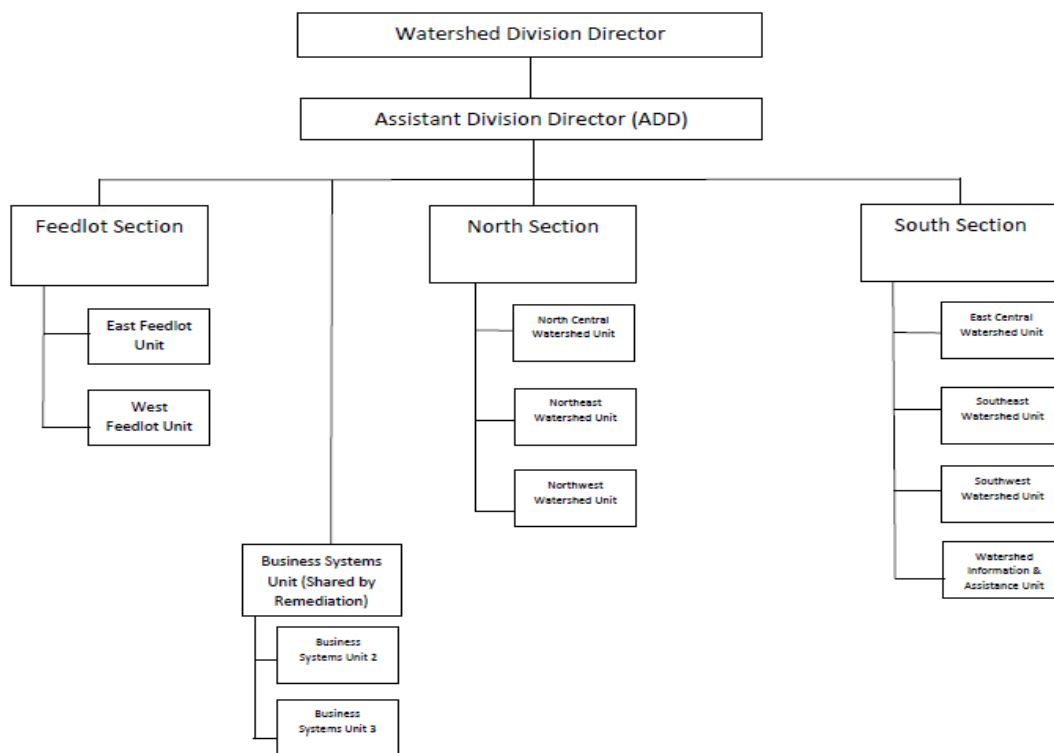 Watershed Division Director
Assistant Division Director (ADD)
Feedlot Section
North Section
South Section
East Feedlot
Unit
West
Feedlot Unit
North Central
Watershed Unit
Northeast
Watershed Unit
Northwest
Watershed Unit
East Central
Watershed Unit
Southeast
Watershed Unit
Southwest
Watershed Unit
Watershed
Information &
Assistance Unit
Business Systems
Unit (Shared by
Remediation)
Business
Systems Unit 2
Business
Systems Unit 3